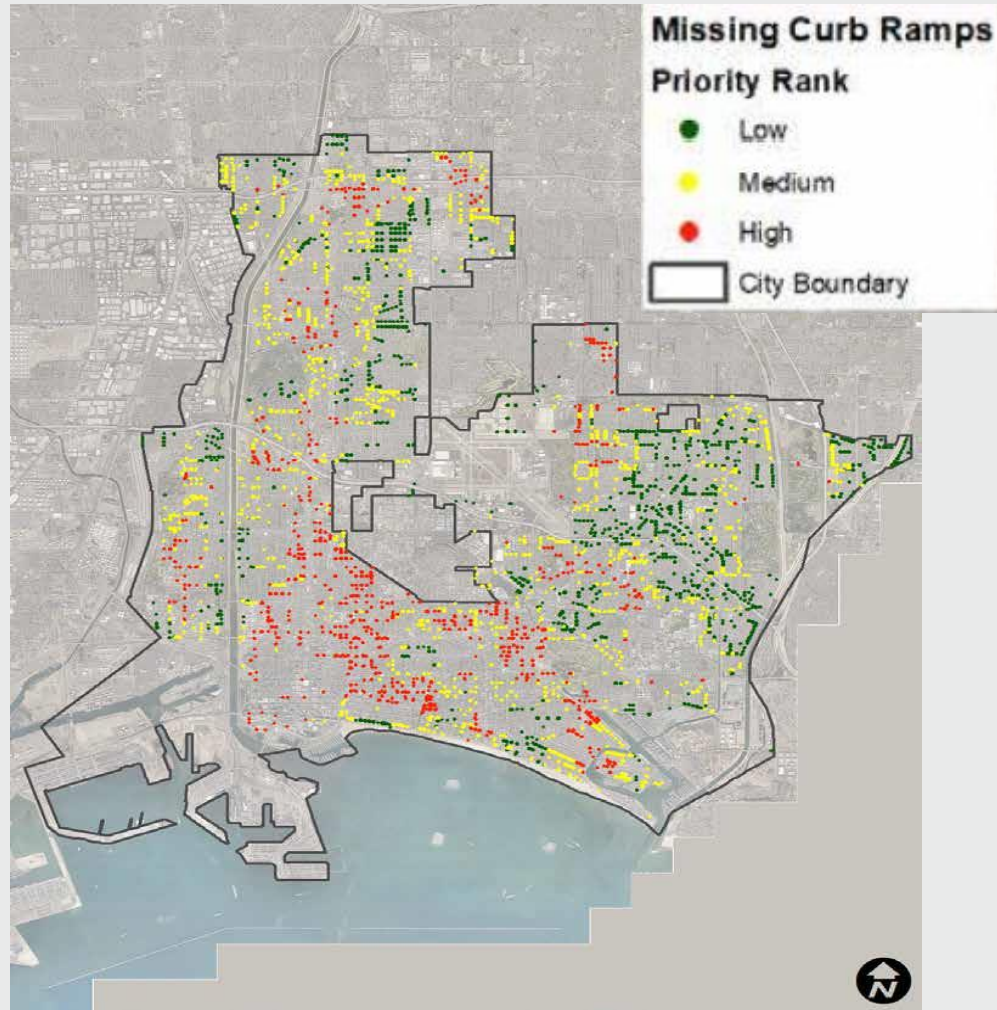 Missing Curb Ramps
Priority Rank
Low
Medium
High
City Boundary
N